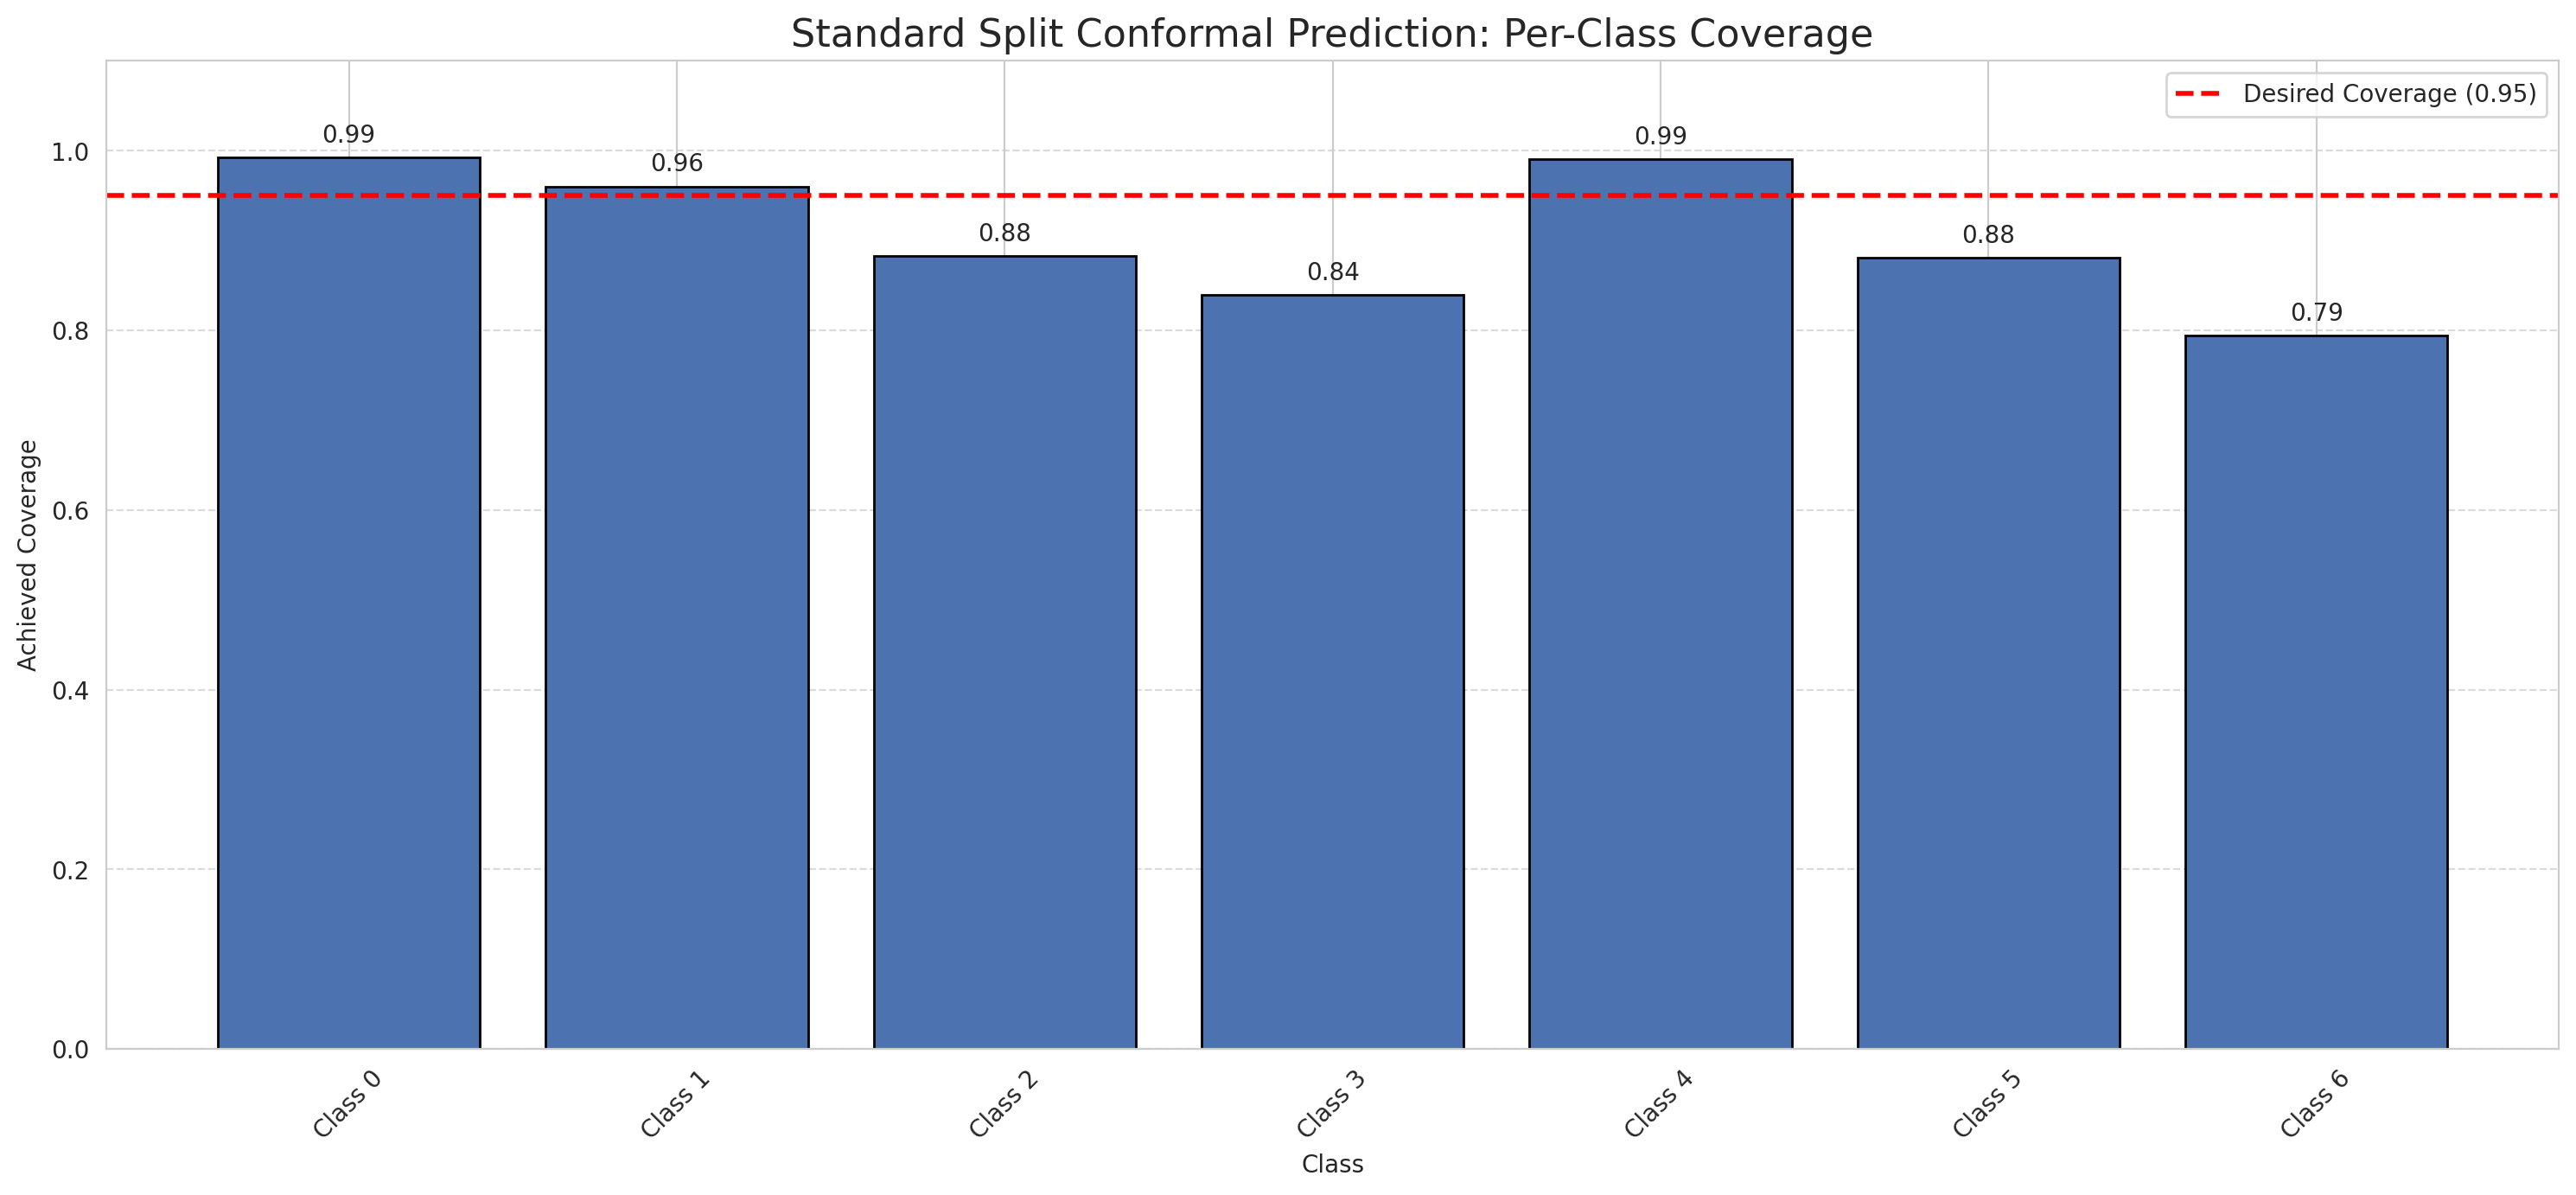 Standard Split Conformal Prediction: Per-Class Coverage
Desired Coverage (0.95)
0.99
0.96
0.88
0.84
0.99
0.88
0.79
1.0
0.8
0.6
0.4
0.2
0.0
Achieved Coverage
Class 0
Class 1
Class 2
Class 3
Class 4
Class 5
Class 6
Class